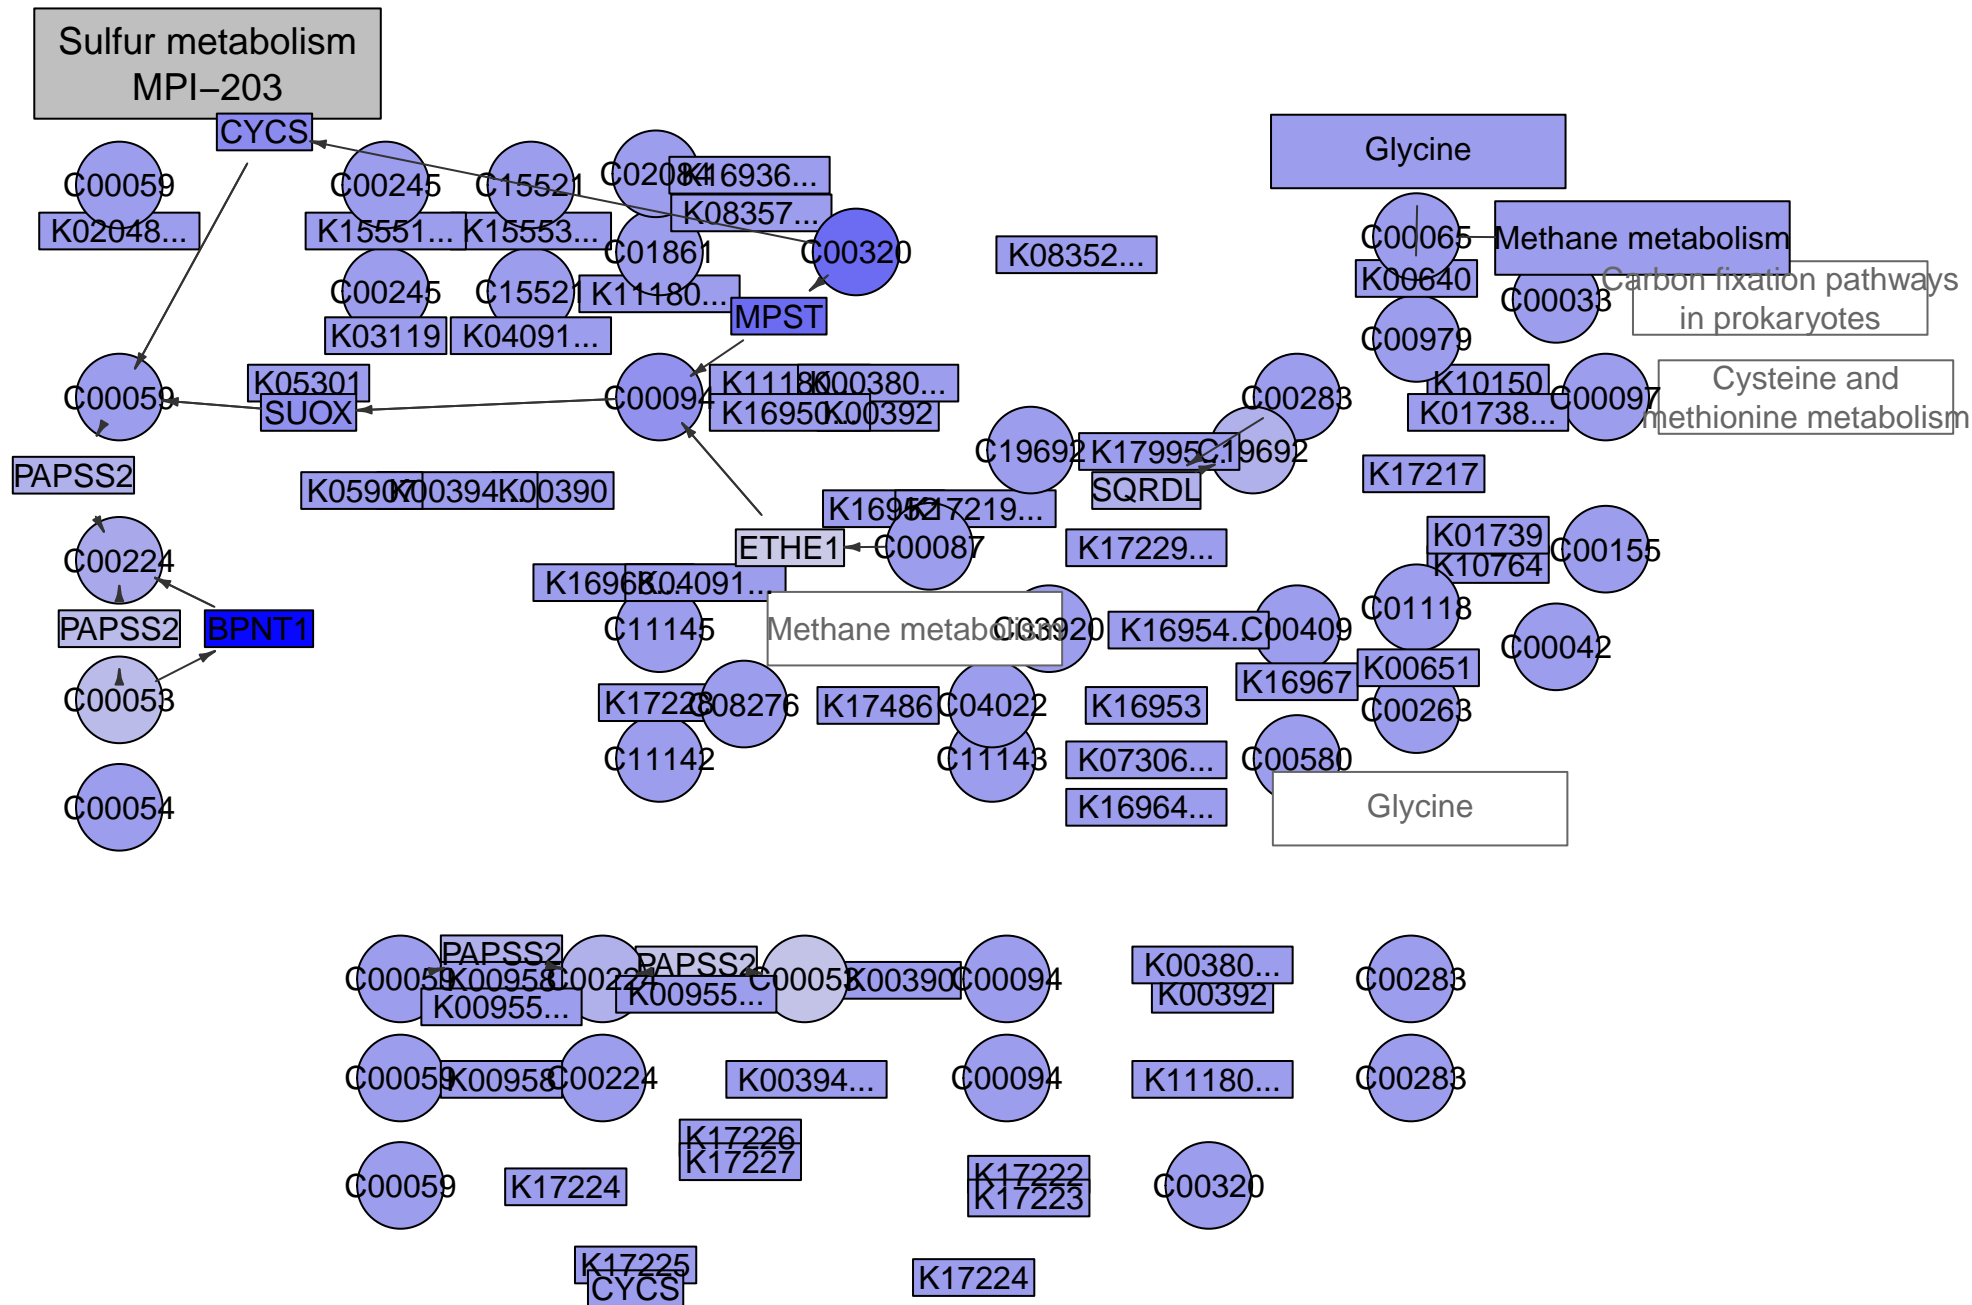 Sulfur metabolism
MPI−203
CYCS
Glycine
C00059
C00245
C15521
C02084
K16936...
K08357...
K02048...
K15551...
K15553...
C01861
C00320
K08352...
C00065
Methane metabolism
K00640
C00033
Carbon fixation pathways
in prokaryotes
C00245
C15521
K11180...
MPST
K03119
K04091...
C00979
C00059
K05301
SUOX
C00094
K11180...
K00380...
K16950...
K00392
C00283
K10150
K01738...
C00097
Cysteine and
methionine metabolism
C19692
K17995...
C19692
SQRDL
K17217
PAPSS2
K05907
K00394...
K00390
K16952
K17219...
C00224
ETHE1
C00087
K17229...
K01739
K10764
C00155
K16968...
K04091...
PAPSS2
BPNT1
C11145
Methane metabolism
C03920
K16954...
C00409
C01118
C00042
K00651
K16967
C00053
K17228
C08276
K17486
C04022
K16953
C00263
C11142
C11143
K07306...
C00580
C00054
K16964...
Glycine
C00059
PAPSS2
K00958
K00955...
C00224
PAPSS2
K00955...
C00053
K00390
C00094
K00380...
K00392
C00283
C00059
K00958
C00224
K00394...
C00094
K11180...
C00283
K17226
K17227
C00059
K17224
K17222
K17223
C00320
K17225
CYCS
K17224